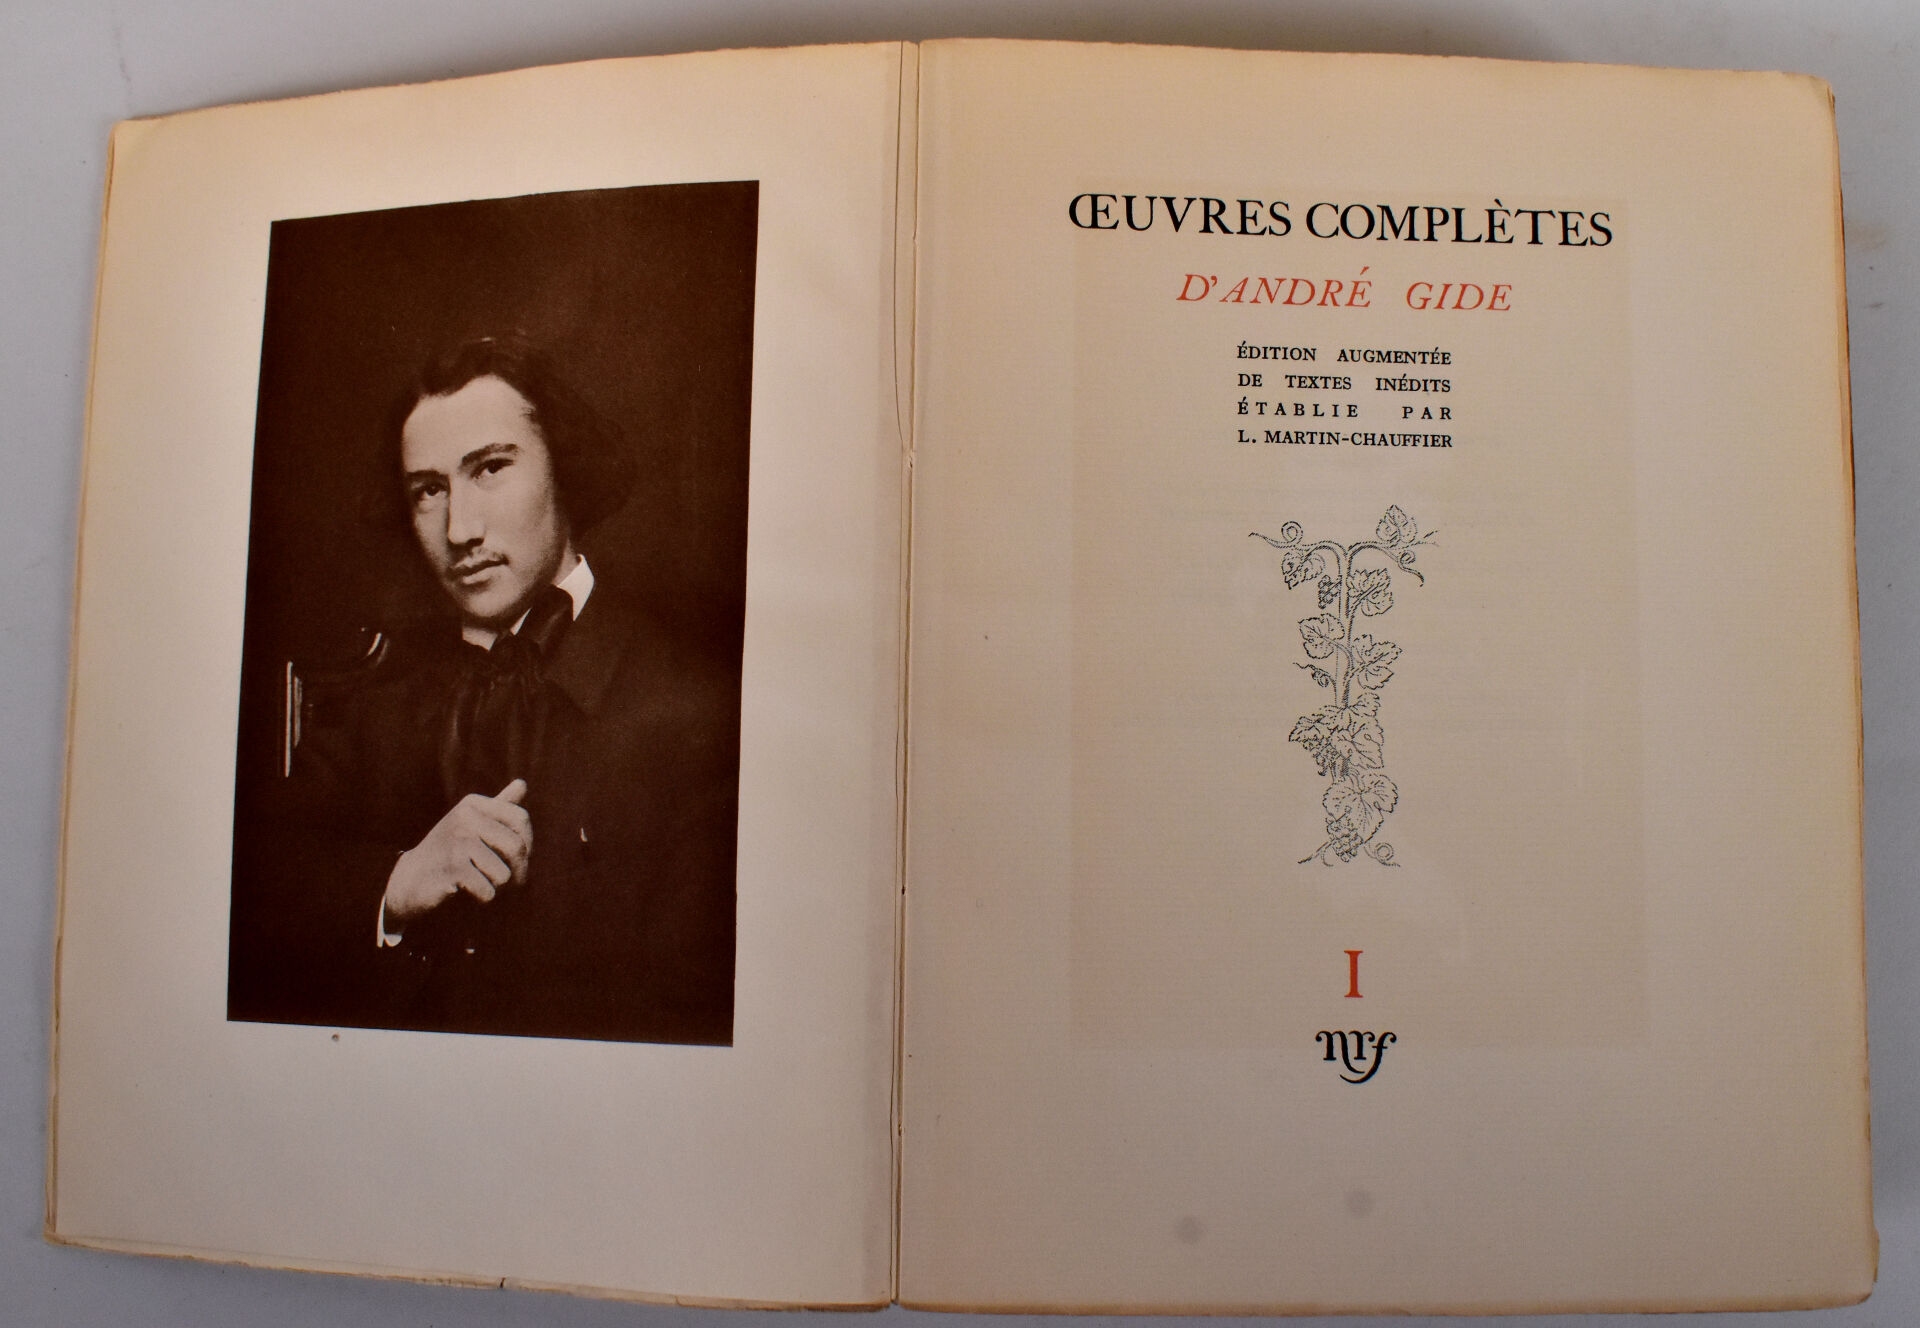 ŒUVRES COMPLÈTES
D'ANDRÉ GIDE
ÉDITION AUGMENTÉE
DE TEXTES INÉDITS
ÉTABLIE PAR
L. MARTIN-CHAUFFIER
I
nrf